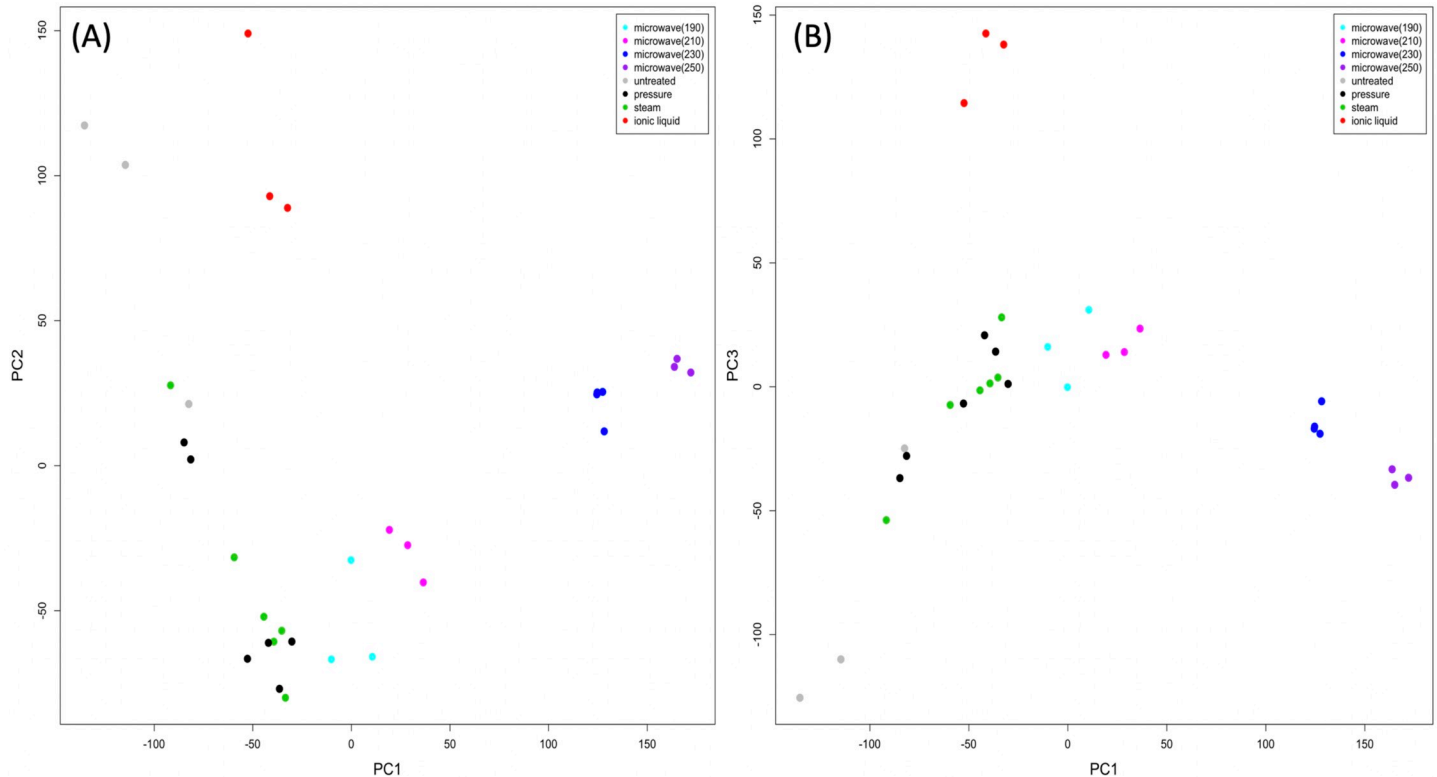 (A)
microwave(190)
microwave(210)
microwave(230)
microwave(250)
untreated
pressure
steam
ionic liquid
150
100
50
0
-50
PC2
-100
-50
0
50
100
150
PC1
(B)
microwave(190)
microwave(210)
microwave(230)
microwave(250)
untreated
pressure
steam
ionic liquid
150
100
50
0
-50
-100
PC3
-100
-50
0
50
100
150
PC1